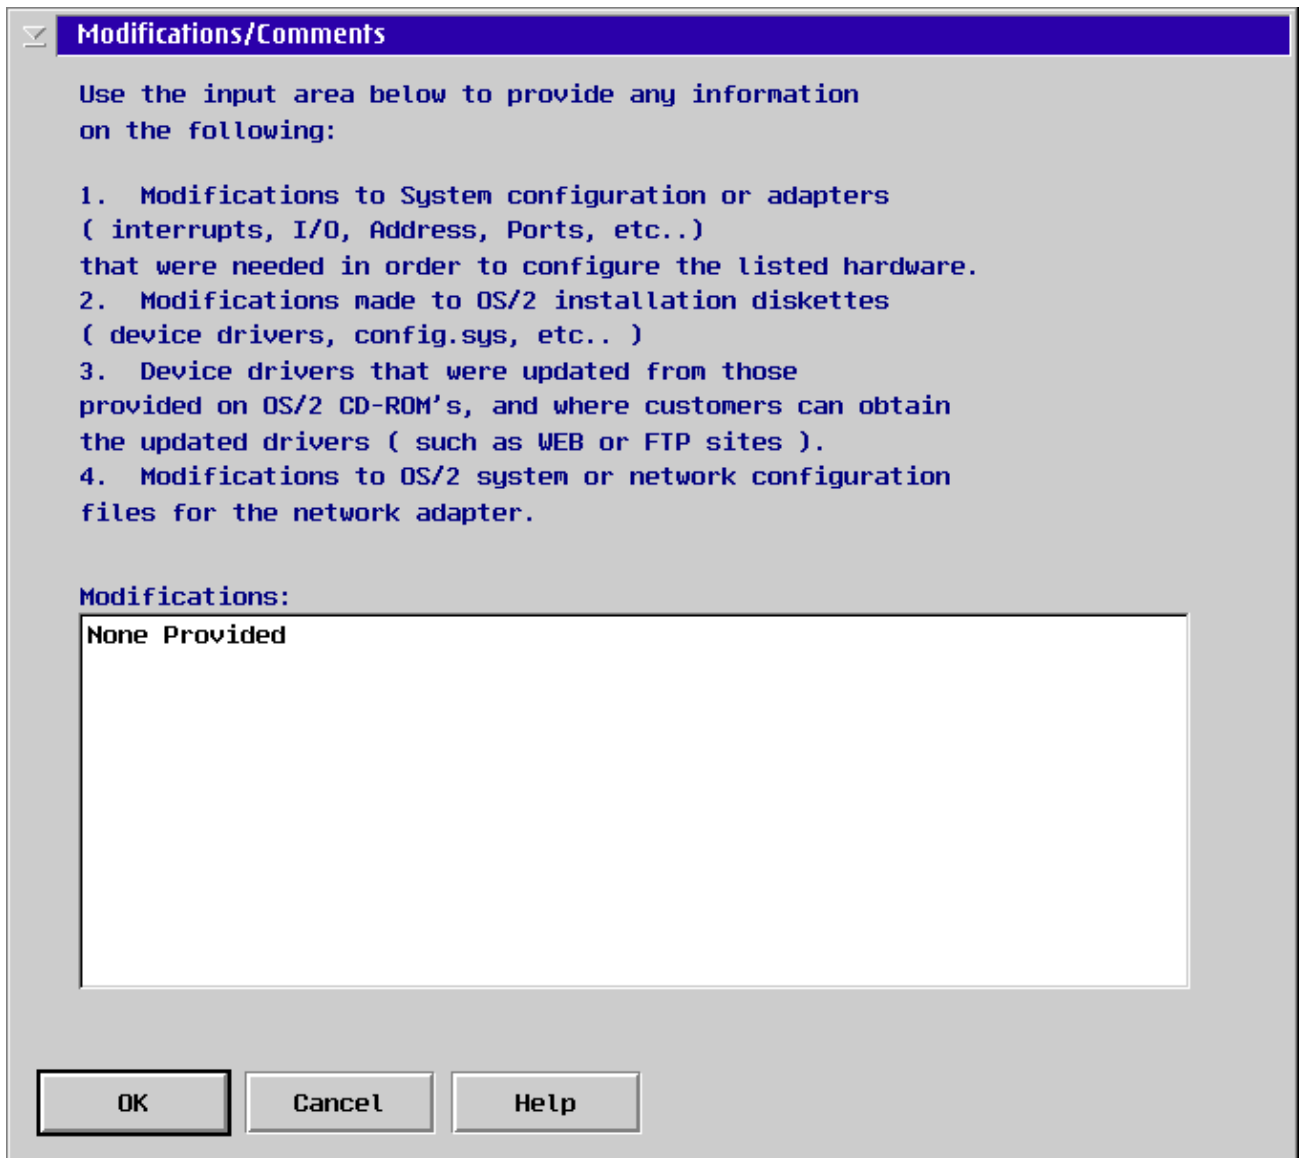 Modifications/Comments
Use the input area below to provide any information
on the following:
1.  Modifications to System configuration or adapters
( interrupts, I/O, Address, Ports, etc..)
that were needed in order to configure the listed hardware.
2.  Modifications made to OS/2 installation diskettes
( device drivers, config.sys, etc.. )
3.  Device drivers that were updated from those
provided on OS/2 CD-ROM's, and where customers can obtain
the updated drivers ( such as WEB or FTP sites ).
4.  Modifications to OS/2 system or network configuration
files for the network adapter.
Modifications:
None Provided
OK Cancel Help